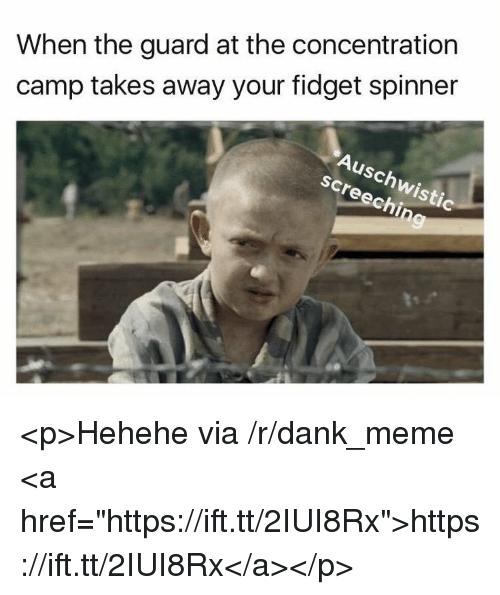 When the guard at the concentration
camp takes away your fidget spinner
*Auschwistic
screeching
<p>Hehehe via /r/dank_meme
<a
href="https://ift.tt/2IUI8Rx">https
://ift.tt/2IUI8Rx</a></p>